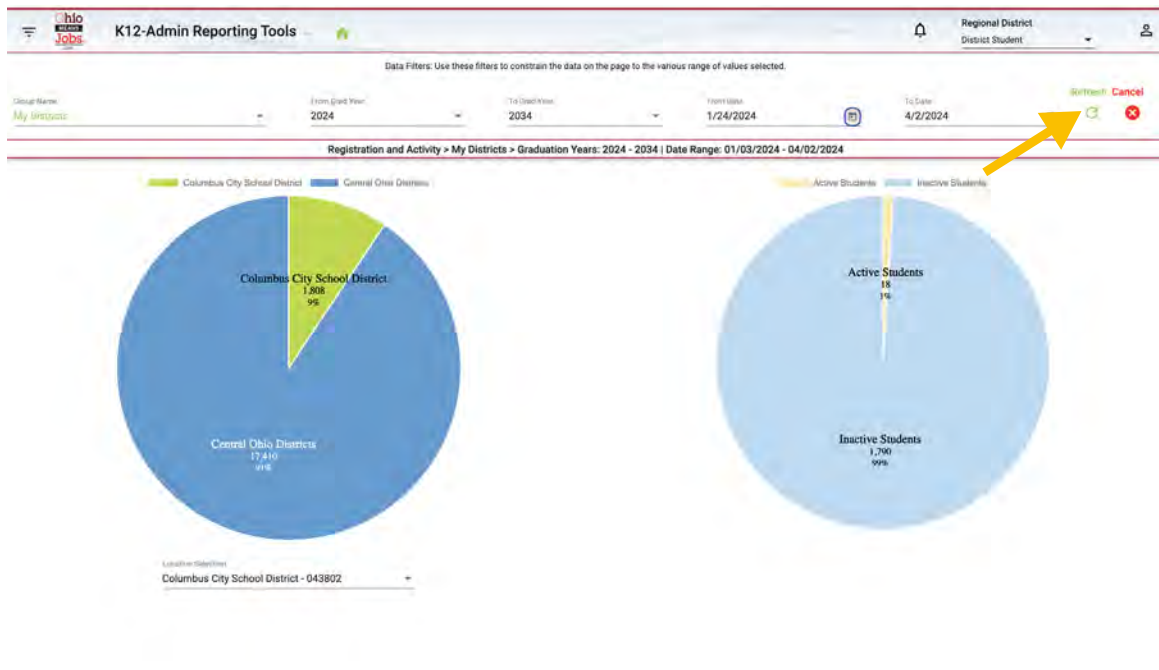 Ohio
MEANS
Jobs
.com
K12-Admin Reporting Tools
Regional District
District Student
Data Filters: Use these filters to constrain the data on the page to the various range of values selected.
Group Name
My Districts
From Grad Year
2024
To Grad Year
2034
From Date
1/24/2024
To Date
4/2/2024
Refresh
Cancel
Registration and Activity > My Districts > Graduation Years: 2024 - 2034 | Date Range: 01/03/2024 - 04/02/2024
Columbus City School District
Central Ohio Districts
Active Students
Inactive Students
Columbus City School District
1,808
9%
Central Ohio Districts
17,410
91%
Active Students
18
1%
Inactive Students
1,790
99%
Location Selection
Columbus City School District - 043802